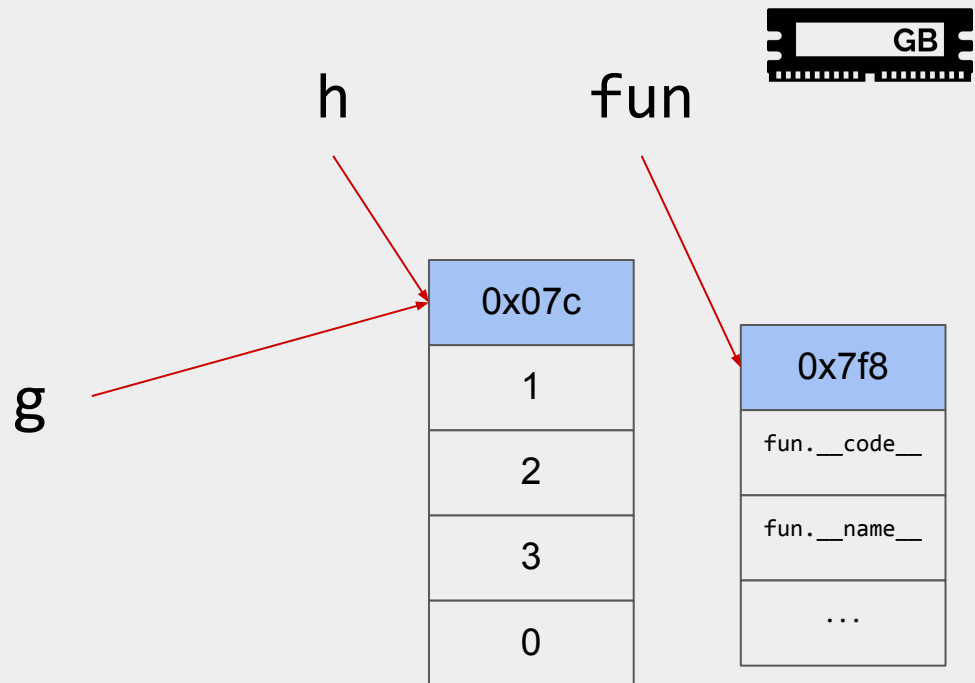 GB
h
fun
g
0x07c
1
2
3
0
0x7f8
fun.__code__
fun.__name__
...